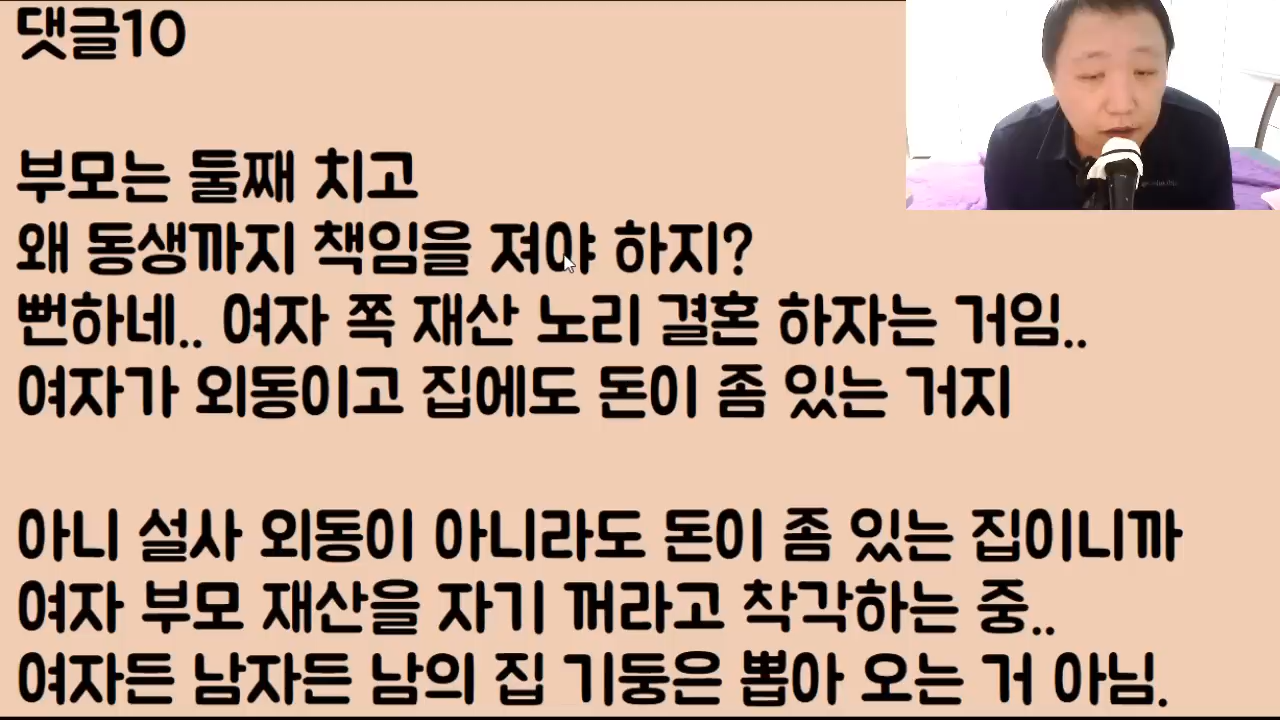 댓글10
부모는 둘째 치고
왜 동생까지 책임을 져야 하지?
뻔하네.. 여자 쪽 재산 노리 결혼 하자는 거임..
여자가 외동이고 집에도 돈이 좀 있는 거지
아니 설사 외동이 아니라도 돈이 좀 있는 집이니까
여자 부모 재산을 자기 꺼라고 착각하는 중..
여자든 남자든 남의 집 기둥은 뽑아 오는 거 아님.